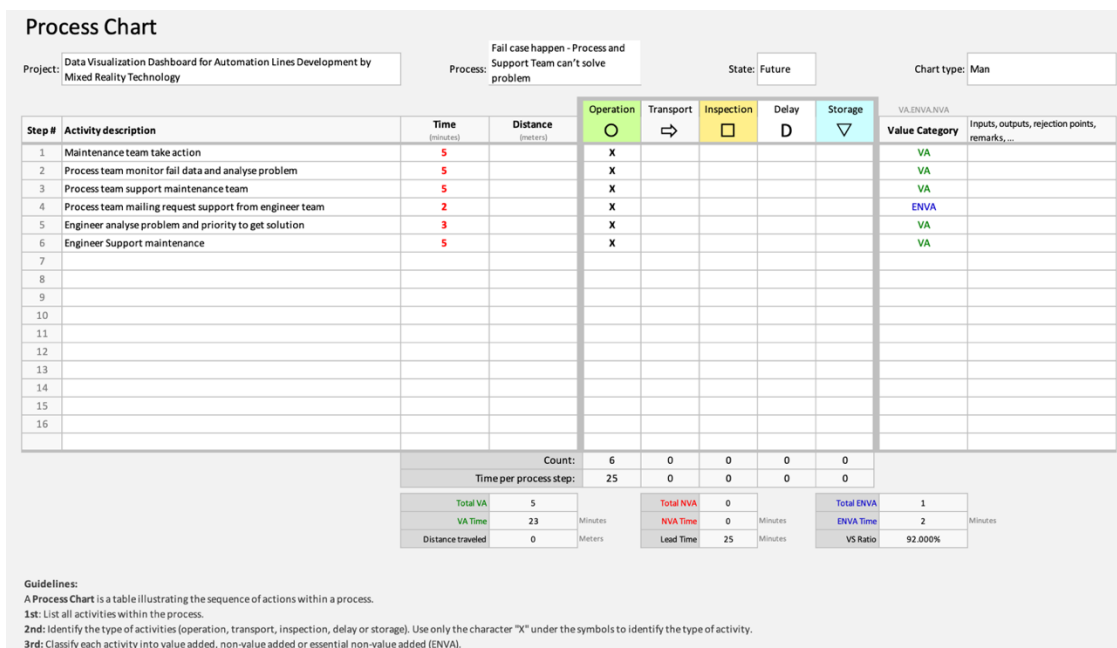 Process Chart
Project: Data Visualization Dashboard for Automation Lines Development by
Mixed Reality Technology
Process: Fail case happen - Process and
Support Team can't solve
problem
State: Future
Chart type: Man
Operation Transport Inspection Delay Storage VA.ENVA.NVA
Step # Activity description Time (minutes) Distance (meters) D Value Category Inputs, outputs, rejection points,
remarks, ...
1 Maintenance team take action 5 X VA
2 Process team monitor fail data and analyse problem 5 X VA
3 Process team support maintenance team 5 X VA
4 Process team mailing request support from engineer team 2 X ENVA
5 Engineer analyse problem and priority to get solution 3 X VA
6 Engineer Support maintenance 5 X VA
7
8
9
10
11
12
13
14
15
16
Count: 6 0 0 0 0
Time per process step: 25 0 0 0 0
Total VA 5 Total NVA 0 Total ENVA 1
VA Time 23 Minutes NVA Time 0 Minutes ENVA Time 2 Minutes
Distance traveled 0 Meters Lead Time 25 Minutes VS Ratio 92.000%
Guidelines:
A Process Chart is a table illustrating the sequence of actions within a process.
1st: List all activities within the process.
2nd: Identify the type of activities (operation, transport, inspection, delay or storage). Use only the character "X" under the symbols to identify the type of activity.
3rd: Classify each activity into value added, non-value added or essential non-value added (ENVA).